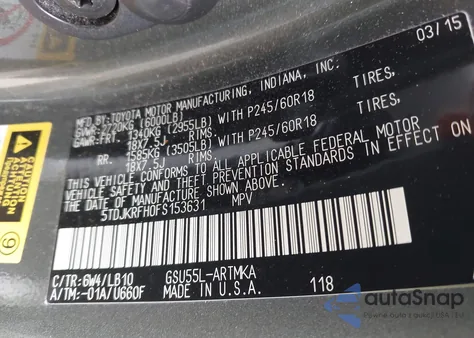 03/15
MFD.BY: TOYOTA MOTOR MANUFACTURING, INDIANA, INC.
GVWR: 2720KG (6000LB)
GAWR: FRT. 1340KG (2955LB) WITH P245/60R18 TIRES,
18X7.5J RIMS.
RR. 1585KG (3505LB) WITH P245/60R18 TIRES,
18X7.5J RIMS.
THIS VEHICLE CONFORMS TO ALL APPLICABLE FEDERAL MOTOR
VEHICLE SAFETY STANDARDS IN EFFECT ON
THE DATE OF MANUFACTURE SHOWN ABOVE.
5TDJKRFH0FS153631 MPV
C/TR: 6W4/LB10 GSU55L-ARTMKA
A/TM: -01A/U660F MADE IN U.S.A. 118
autoSnap